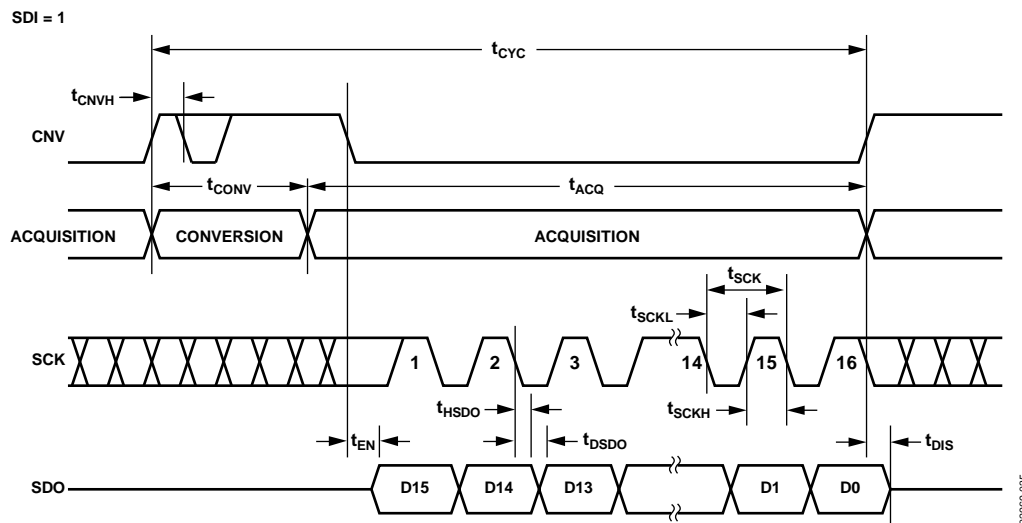 SDI = 1
tCYC
tCNVH
CNV
tCONV
tACQ
ACQUISITION
CONVERSION
ACQUISITION
tSCK
tSCKL
SCK
1
2
3
14
15
16
tHSDO
tSCKH
tEN
tDSDO
tDIS
SDO
D15
D14
D13
D1
D0